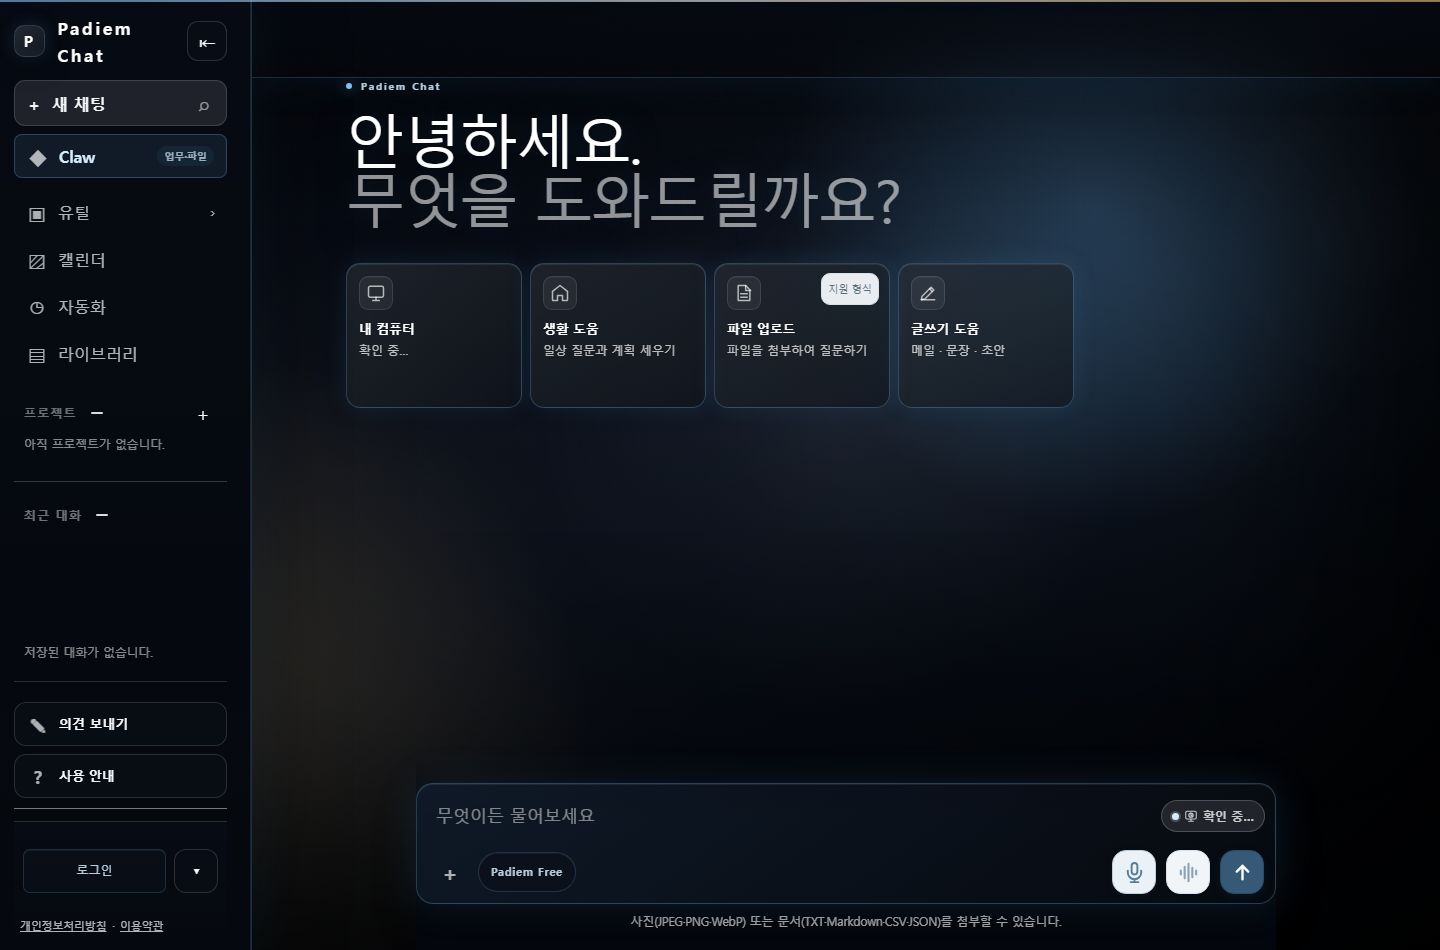 P
Padiem
Chat
+ 새 채팅
Claw 업무·파일
유틸 ›
캘린더
자동화
라이브러리
프로젝트 — +
아직 프로젝트가 없습니다.
최근 대화 —
저장된 대화가 없습니다.
의견 보내기
? 사용 안내
로그인 ▼
개인정보처리방침 · 이용약관
Padiem Chat
안녕하세요.
무엇을 도와드릴까요?
내 컴퓨터
확인 중...
생활 도움
일상 질문과 계획 세우기
지원 형식
파일 업로드
파일을 첨부하여 질문하기
글쓰기 도움
메일 · 문장 · 초안
무엇이든 물어보세요
확인 중...
+ Padiem Free
사진(JPEG·PNG·WebP) 또는 문서(TXT·Markdown·CSV·JSON)를 첨부할 수 있습니다.